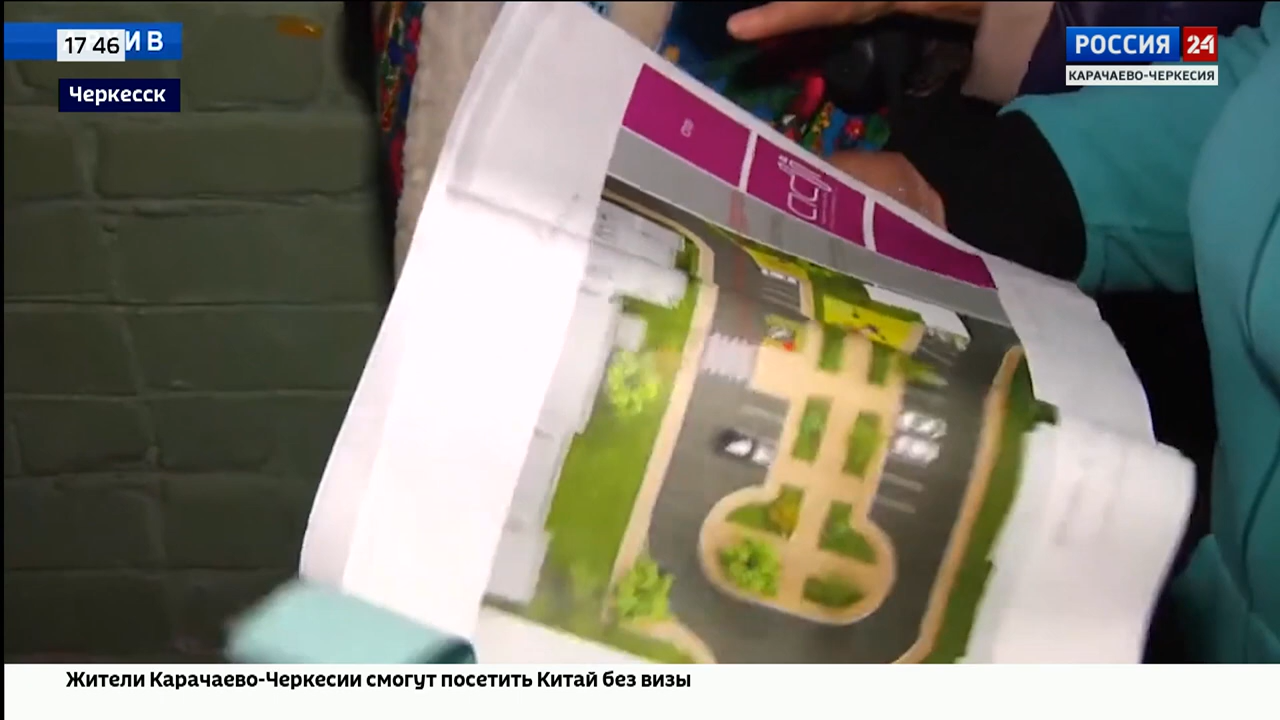 17 46
И В
Черкесск
РОССИЯ 24
КАРАЧАЕВО-ЧЕРКЕСИЯ
Жители Карачаево-Черкесии смогут посетить Китай без визы